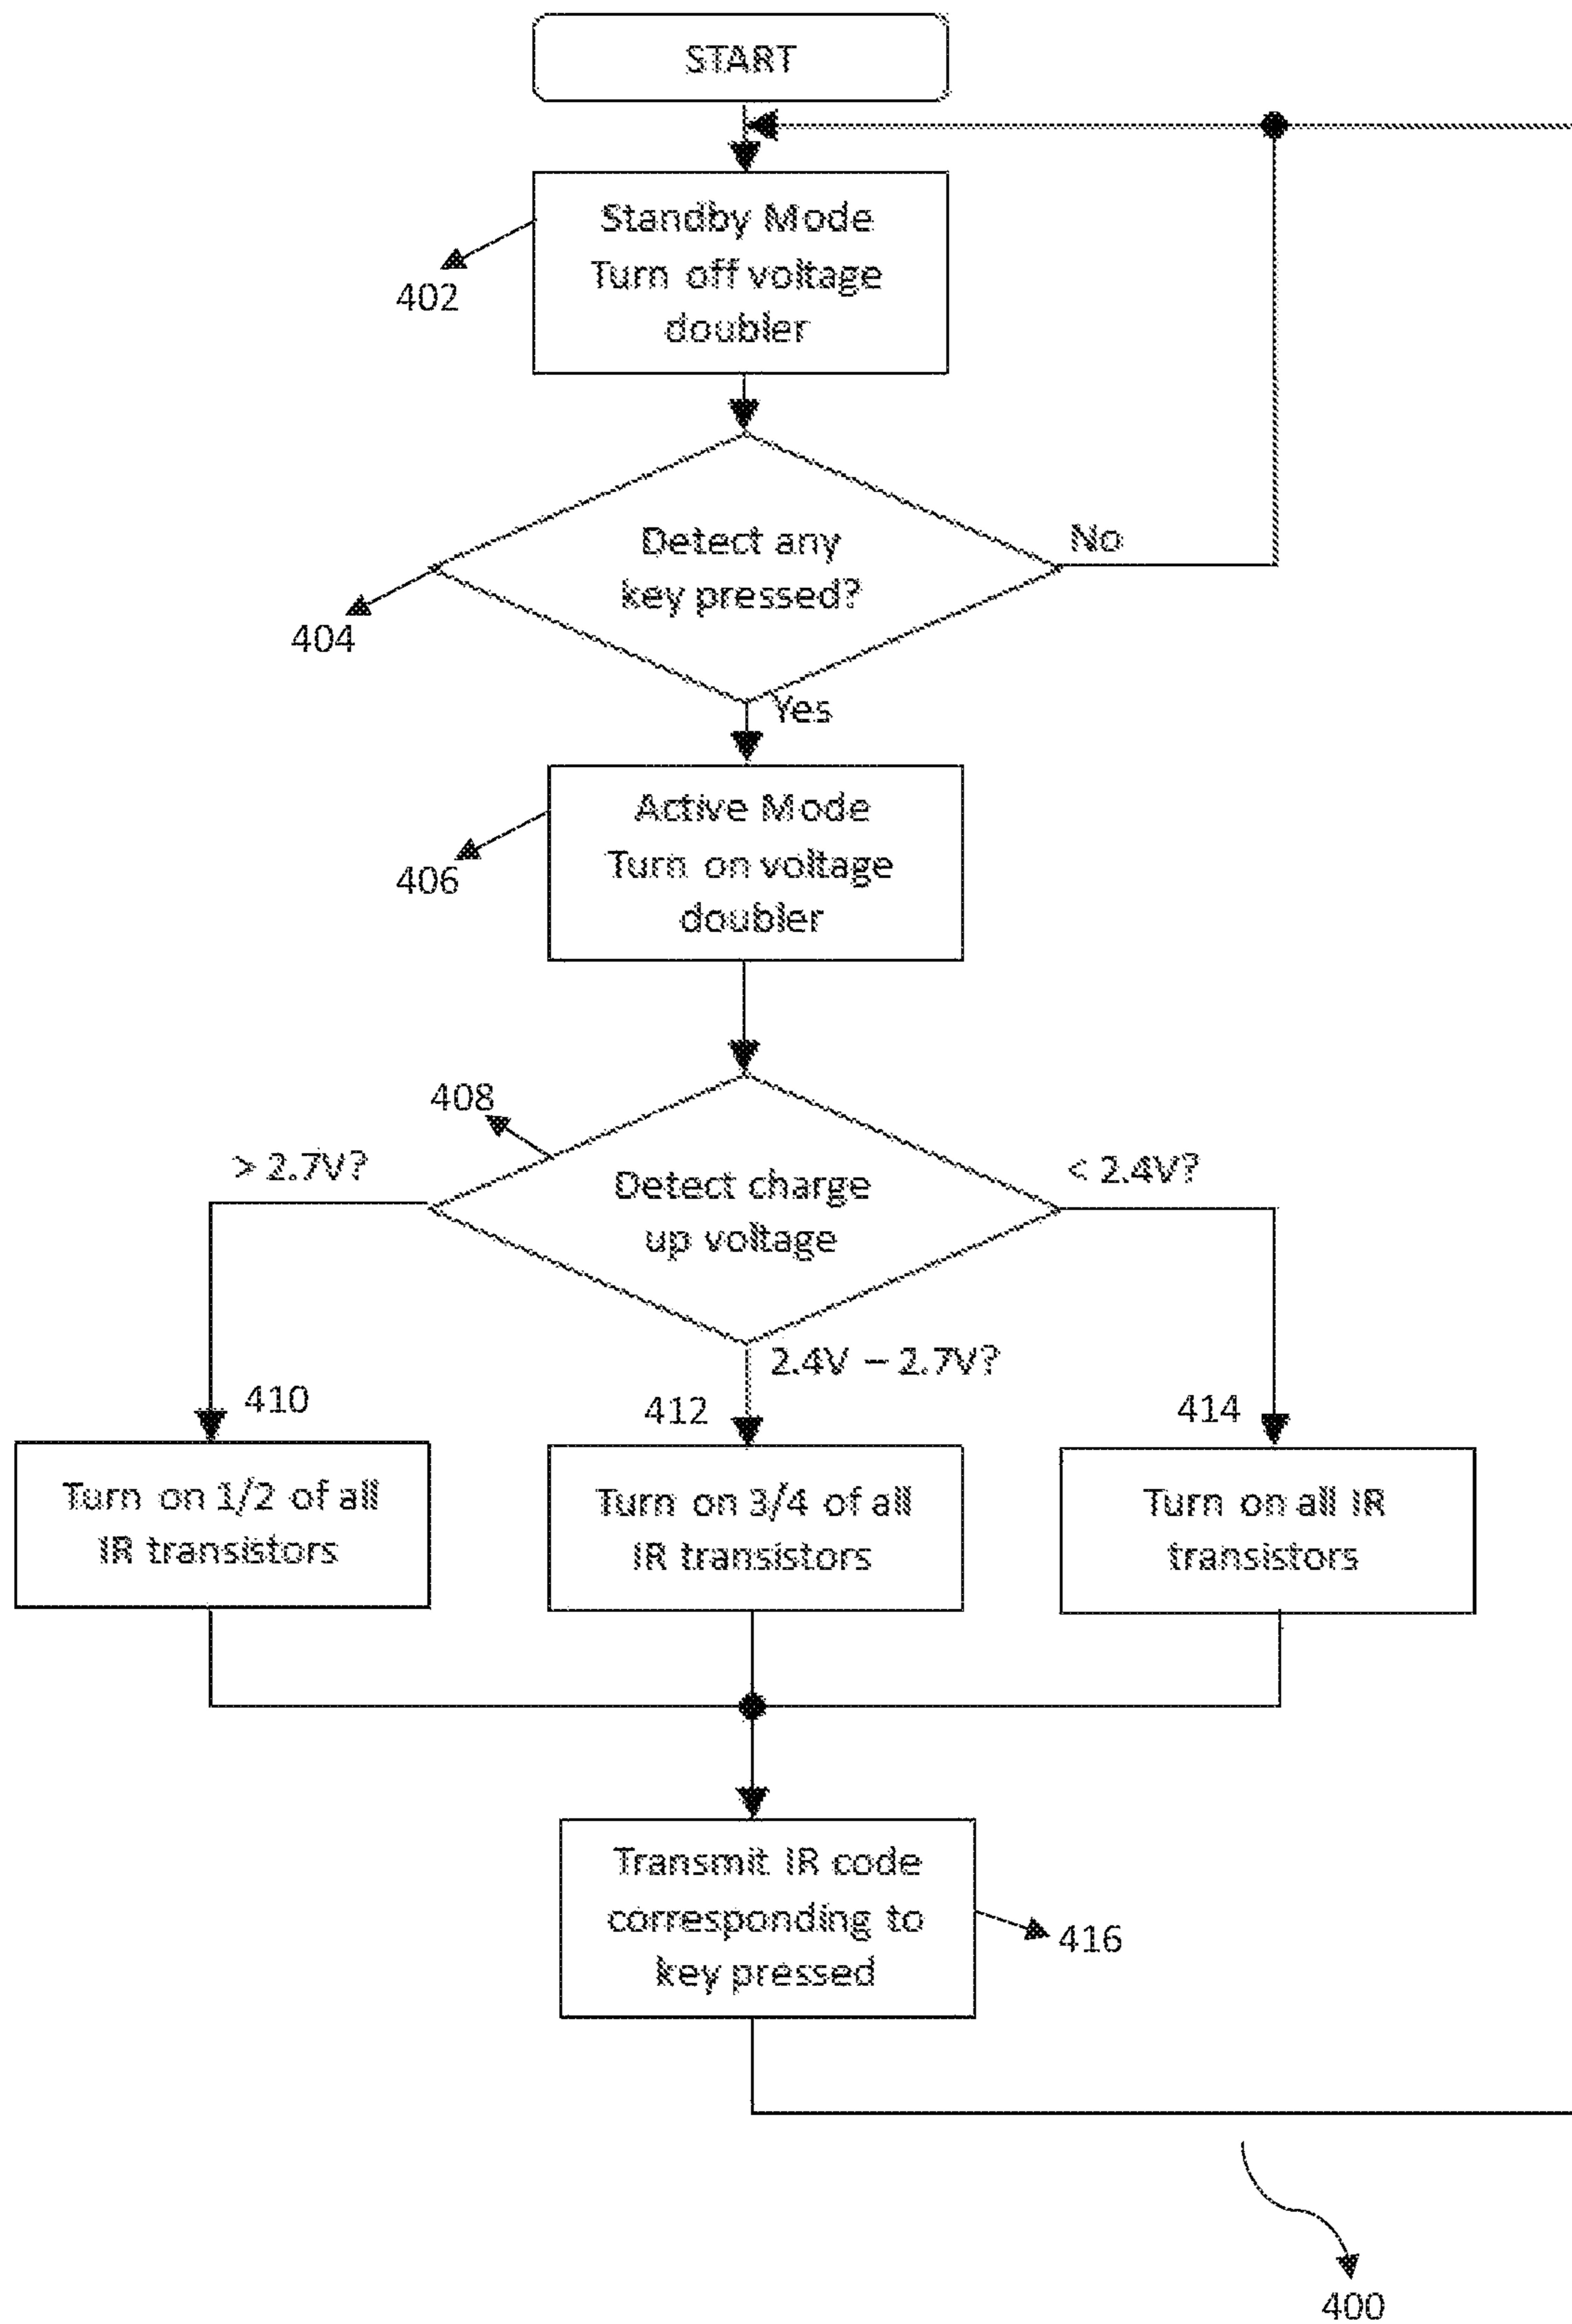 START
Standby Mode
Turn off voltage
doubler
402
Detect any
key pressed?
No
404
Yes
Active Mode
Turn on voltage
doubler
406
408
> 2.7V?
Detect charge
up voltage
< 2.4V?
2.4V – 2.7V?
410
412
414
Turn on 1/2 of all
IR transistors
Turn on 3/4 of all
IR transistors
Turn on all IR
transistors
Transmit IR code
corresponding to
key pressed
416
400